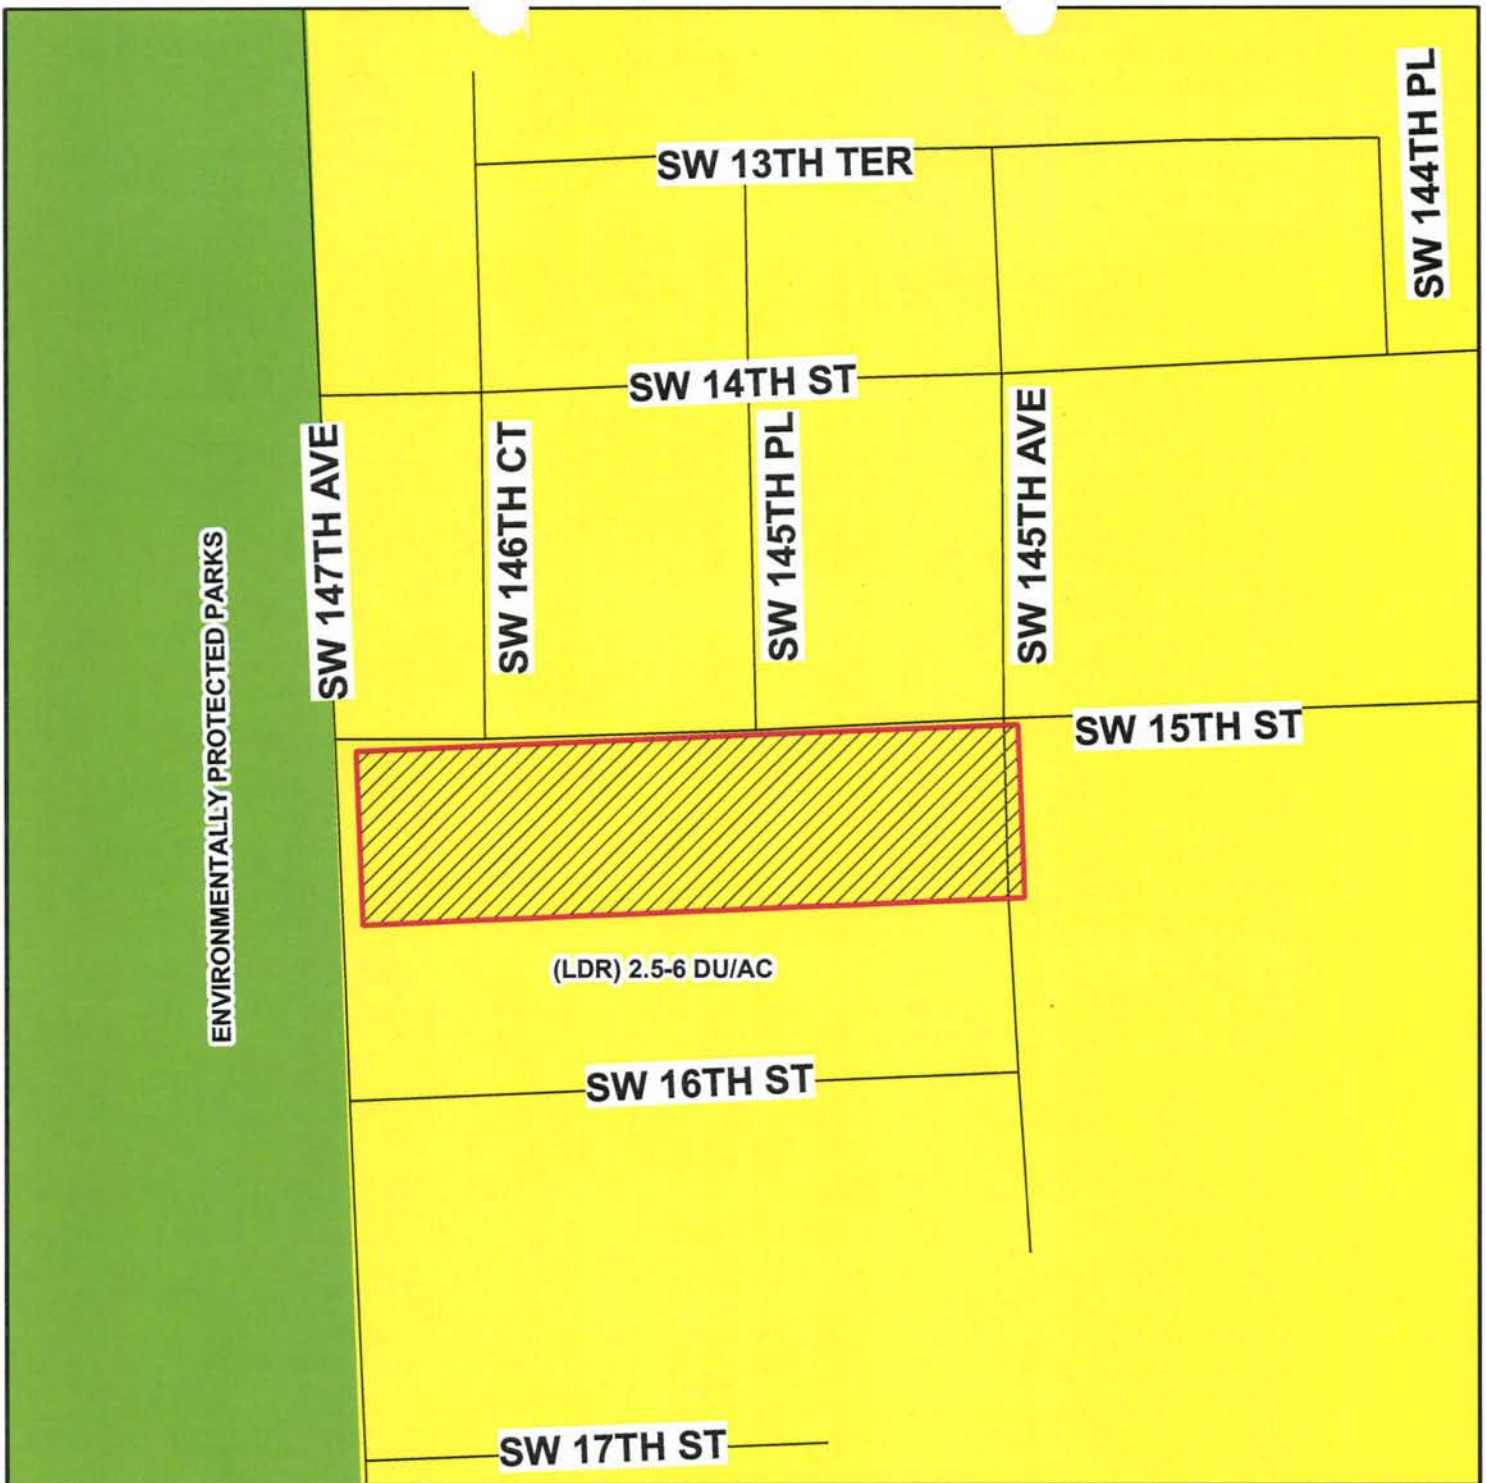 SW 144TH PL
SW 13TH TER
SW 14TH ST
SW 147TH AVE
SW 146TH CT
SW 145TH PL
SW 145TH AVE
ENVIRONMENTALLY PROTECTED PARKS
SW 15TH ST
(LDR) 2.5-6 DU/AC
SW 16TH ST
SW 17TH ST